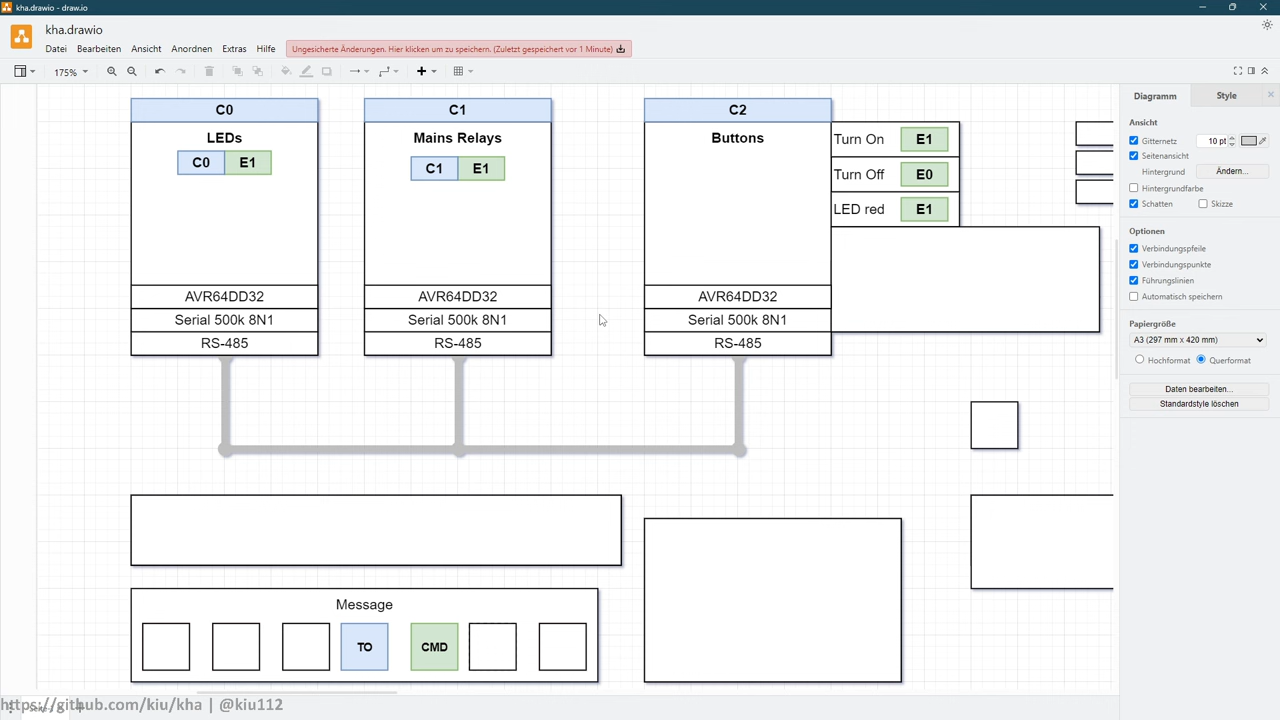 kha.drawio - draw.io
kha.drawio
Datei Bearbeiten Ansicht Anordnen Extras Hilfe
Ungesicherte Änderungen. Hier klicken um zu speichern. (Zuletzt gespeichert vor 1 Minute)
175%
C0
LEDs
C0 E1
AVR64DD32
Serial 500k 8N1
RS-485
C1
Mains Relays
C1 E1
AVR64DD32
Serial 500k 8N1
RS-485
C2
Buttons
AVR64DD32
Serial 500k 8N1
RS-485
Turn On E1
Turn Off E0
LED red E1
Message
TO CMD
Diagramm Style
Ansicht
Gitternetz 10 pt
Seitenansicht
Hintergrund Ändern...
Hintergrundfarbe
Schatten Skizze
Optionen
Verbindungspfeile
Verbindungspunkte
Führungslinien
Automatisch speichern
Papiergröße
A3 (297 mm x 420 mm)
Hochformat Querformat
Daten bearbeiten...
Standardstyle löschen
https://github.com/kiu/kha | @kiu112